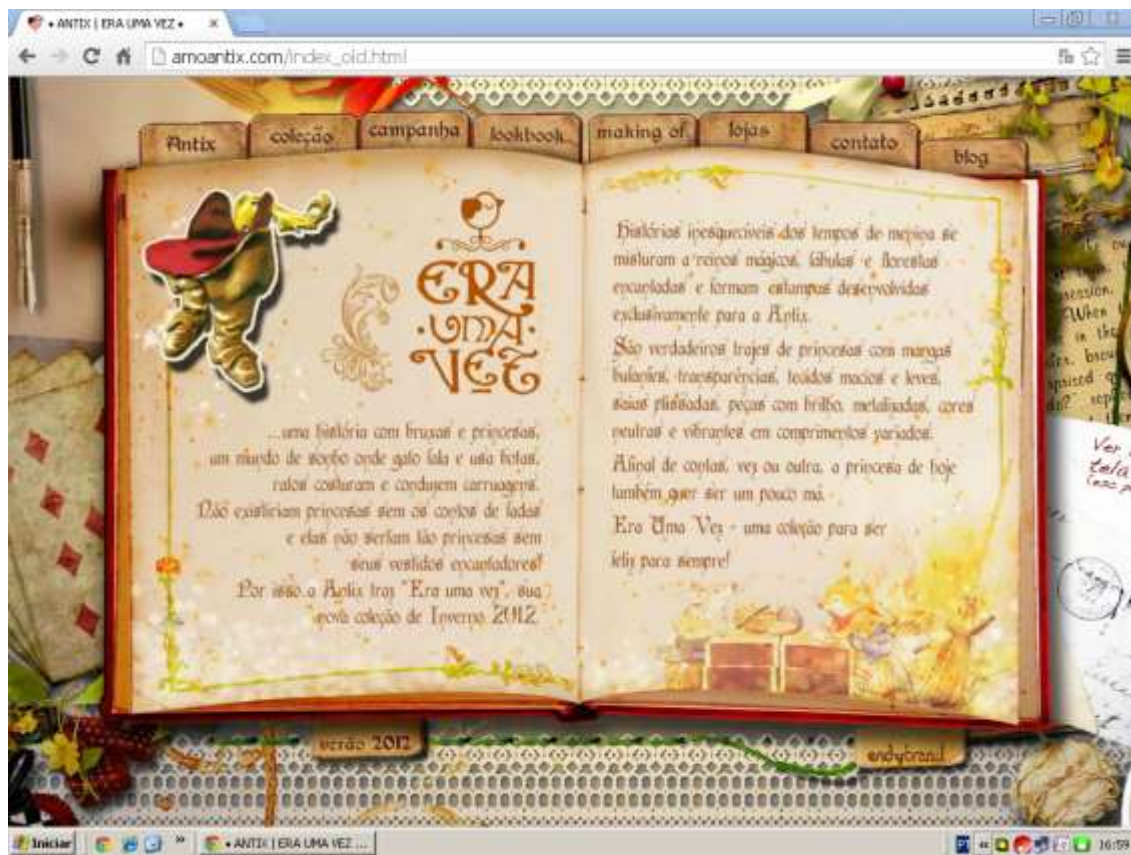 • ANTIX | ERA UMA VEZ •
amoantix.com/index_old.html
Antix
coleção
campanha
lookbook
making of
lojas
contato
blog
ERA
·UMA·
VEZ
...uma história com bruxas e princesas,
um mundo de sonho onde gato fala e usa botas,
ratos costuram e conduzem carruagens.
Não existiriam princesas sem os contos de fadas
e elas não seriam tão princesas sem
seus vestidos encantadores!
Por isso a Antix traz "Era uma vez", sua
nova coleção de Inverno 2012.
Histórias inesquecíveis dos tempos de menina se
misturam a reinos mágicos, fábulas e florestas
encantadas e formam estampas desenvolvidas
exclusivamente para a Antix.
São verdadeiros trajes de princesas com mangas
bufantes, transparências, tecidos macios e leves,
saias plissadas, peças com brilho, metalizadas, cores
neutras e vibrantes em comprimentos variados.
Afinal de contas, vez ou outra, a princesa de hoje
também quer ser um pouco má.
Era Uma Vez - uma coleção para ser
feliz para sempre!
When
in the
Ver
tela
verão 2012
endybrasil
Iniciar
• ANTIX | ERA UMA VEZ ...
PT
16:59